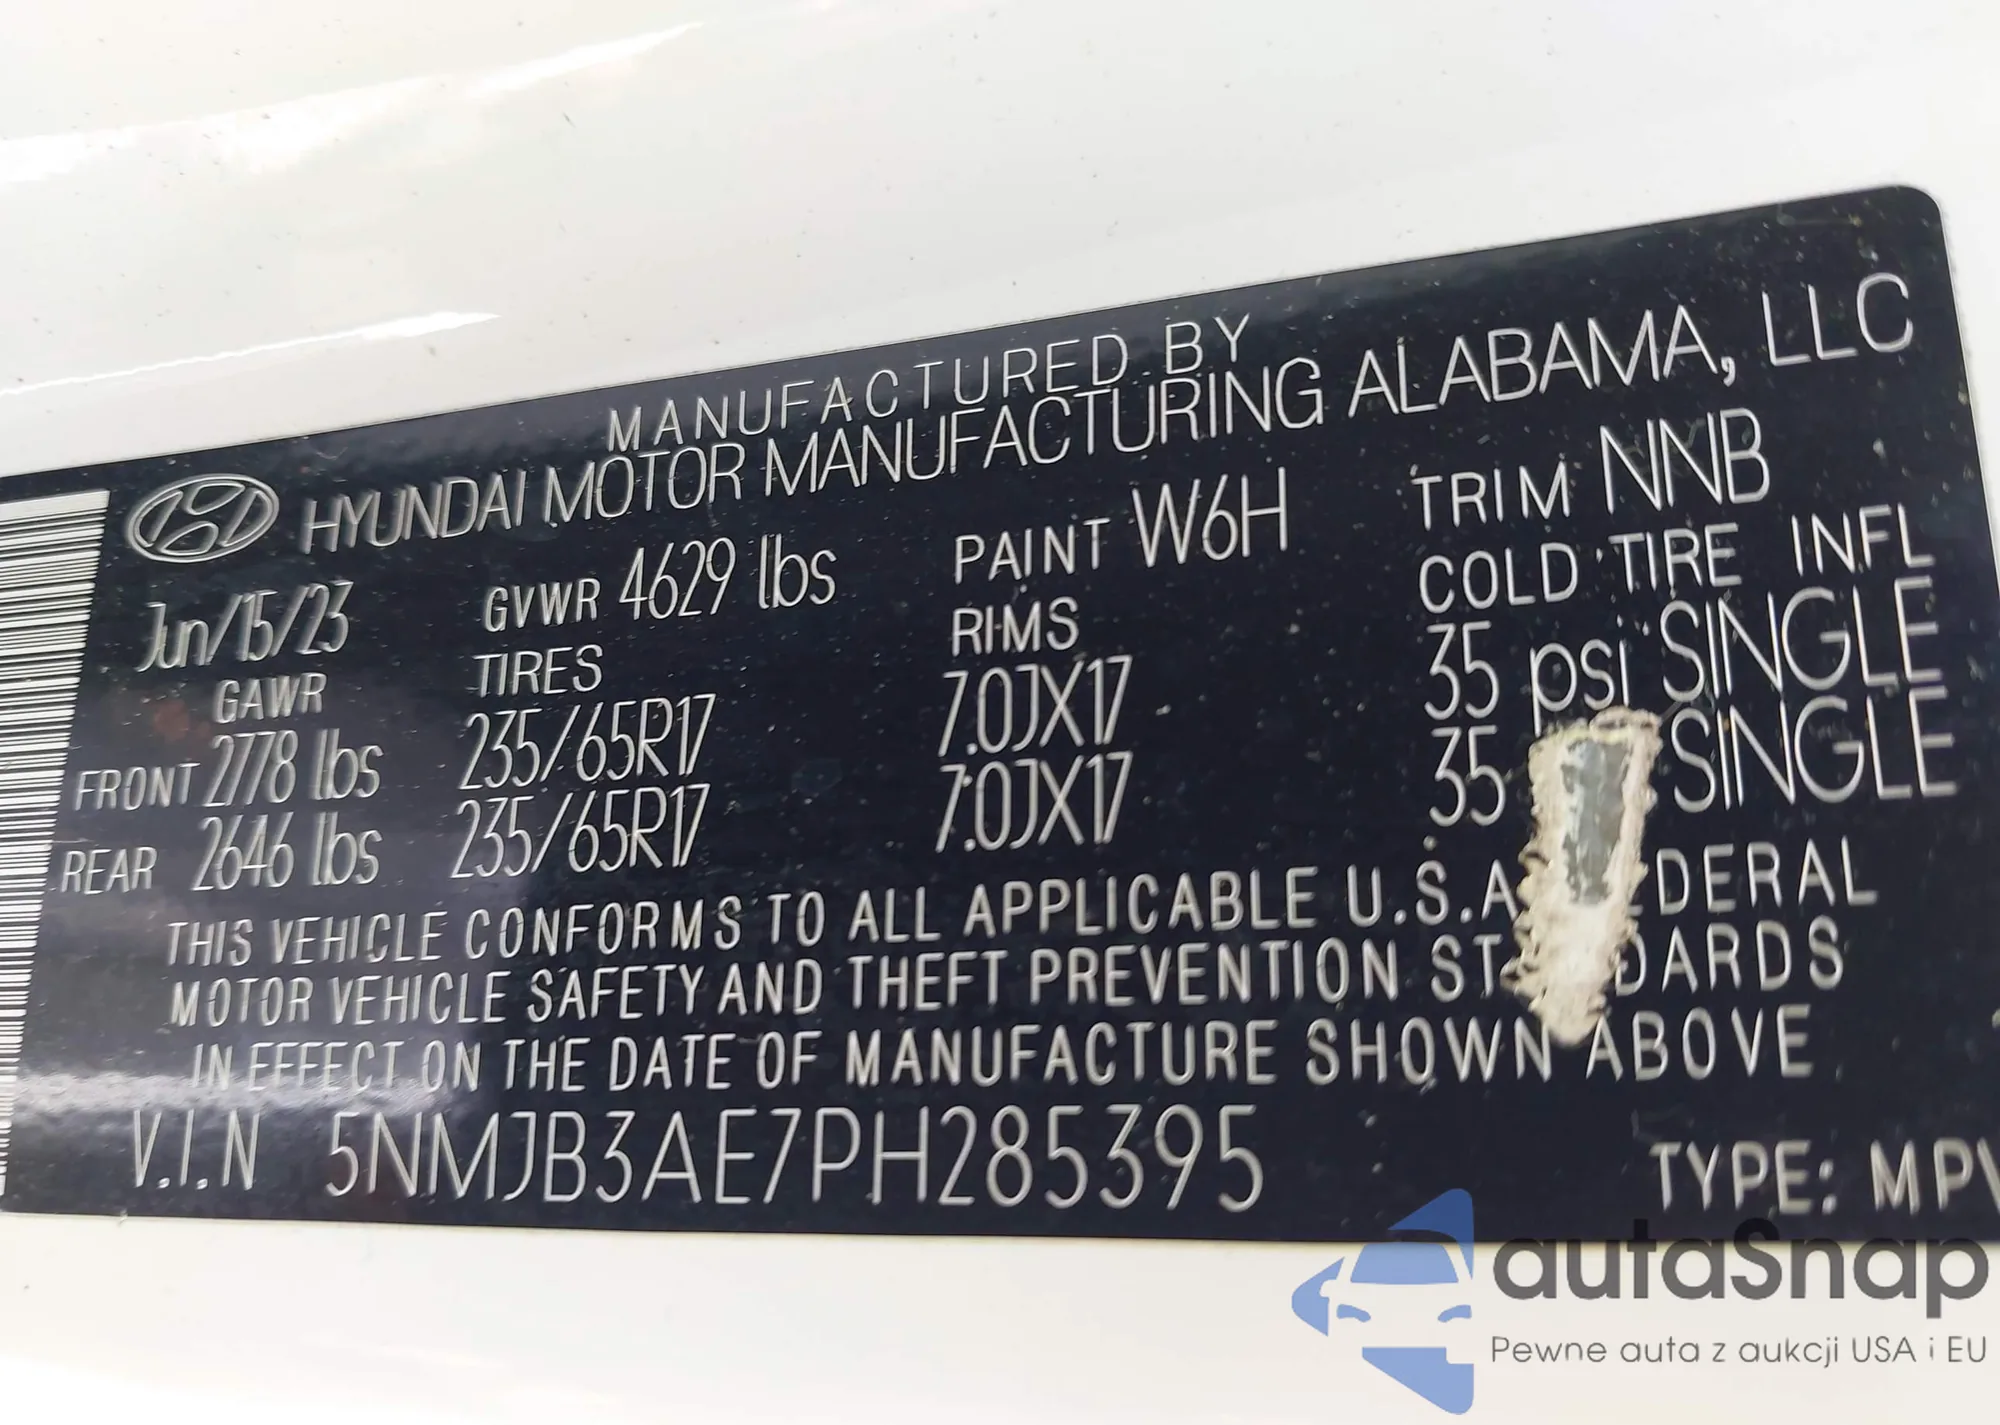 MANUFACTURED BY
HYUNDAI MOTOR MANUFACTURING ALABAMA, LLC
Jun/15/23 GVWR 4629 lbs PAINT W6H TRIM NNB
GAWR TIRES RIMS COLD TIRE INFL
FRONT 2778 lbs 235/65R17 7.0JX17 35 psi SINGLE
REAR 2646 lbs 235/65R17 7.0JX17 35 SINGLE
THIS VEHICLE CONFORMS TO ALL APPLICABLE U.S.A DERAL
MOTOR VEHICLE SAFETY AND THEFT PREVENTION ST DARDS
IN EFFECT ON THE DATE OF MANUFACTURE SHOWN ABOVE
V.I.N 5NMJB3AE7PH285395 TYPE: MPV
autaSnap
Pewne auta z aukcji USA i EU